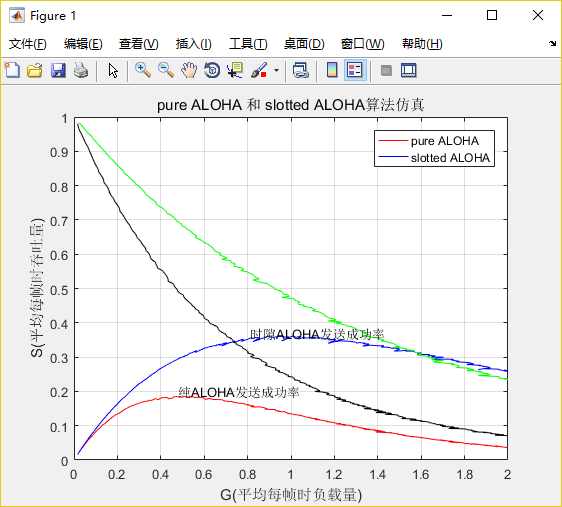 Figure 1
文件(F) 编辑(E) 查看(V) 插入(I) 工具(T) 桌面(D) 窗口(W) 帮助(H)
pure ALOHA 和 slotted ALOHA算法仿真
pure ALOHA
slotted ALOHA
S(平均每帧时吞吐量)
1
0.9
0.8
0.7
0.6
0.5
0.4
0.3
0.2
0.1
0
时隙ALOHA发送成功率
纯ALOHA发送成功率
0 0.2 0.4 0.6 0.8 1 1.2 1.4 1.6 1.8 2
G(平均每帧时负载量)